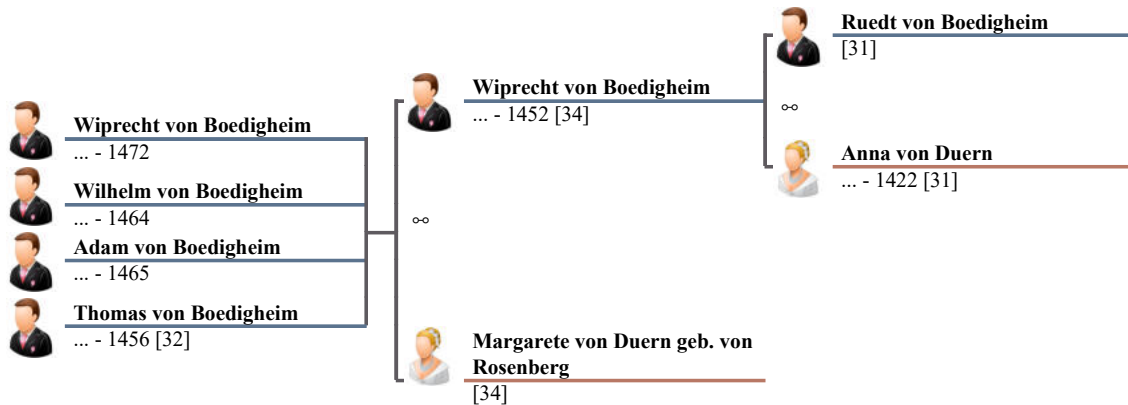 Wiprecht von Boedigheim
... - 1472
Wilhelm von Boedigheim
... - 1464
Adam von Boedigheim
... - 1465
Thomas von Boedigheim
... - 1456 [32]
Wiprecht von Boedigheim
... - 1452 [34]
Margarete von Duern geb. von
Rosenberg
[34]
Ruedt von Boedigheim
[31]
Anna von Duern
... - 1422 [31]